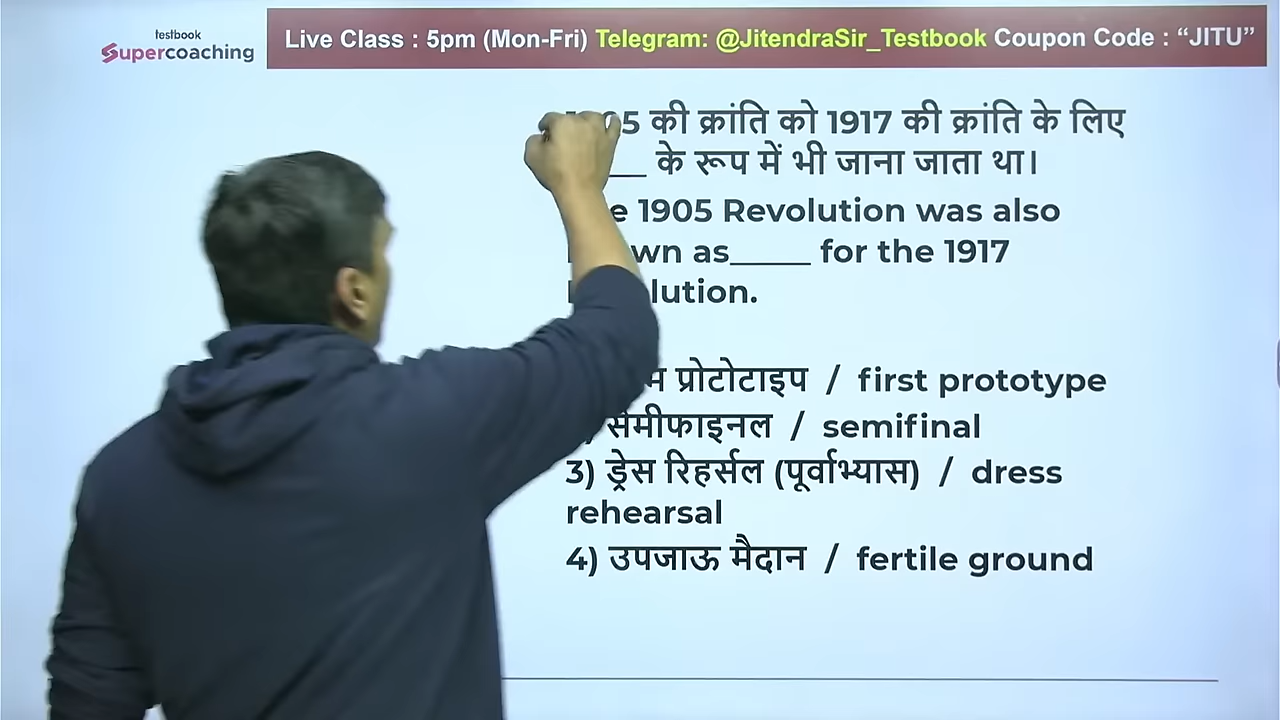 testbook
Supercoaching
Live Class : 5pm (Mon-Fri) Telegram: @JitendraSir_Testbook Coupon Code : “JITU”
की क्रांति को 1917 की क्रांति के लिए
__ के रूप में भी जाना जाता था।
1905 Revolution was also
as_____ for the 1917
प्रोटोटाइप / first prototype
सेमीफाइनल / semifinal
3) ड्रेस रिहर्सल (पूर्वाभ्यास) / dress
rehearsal
4) उपजाऊ मैदान / fertile ground